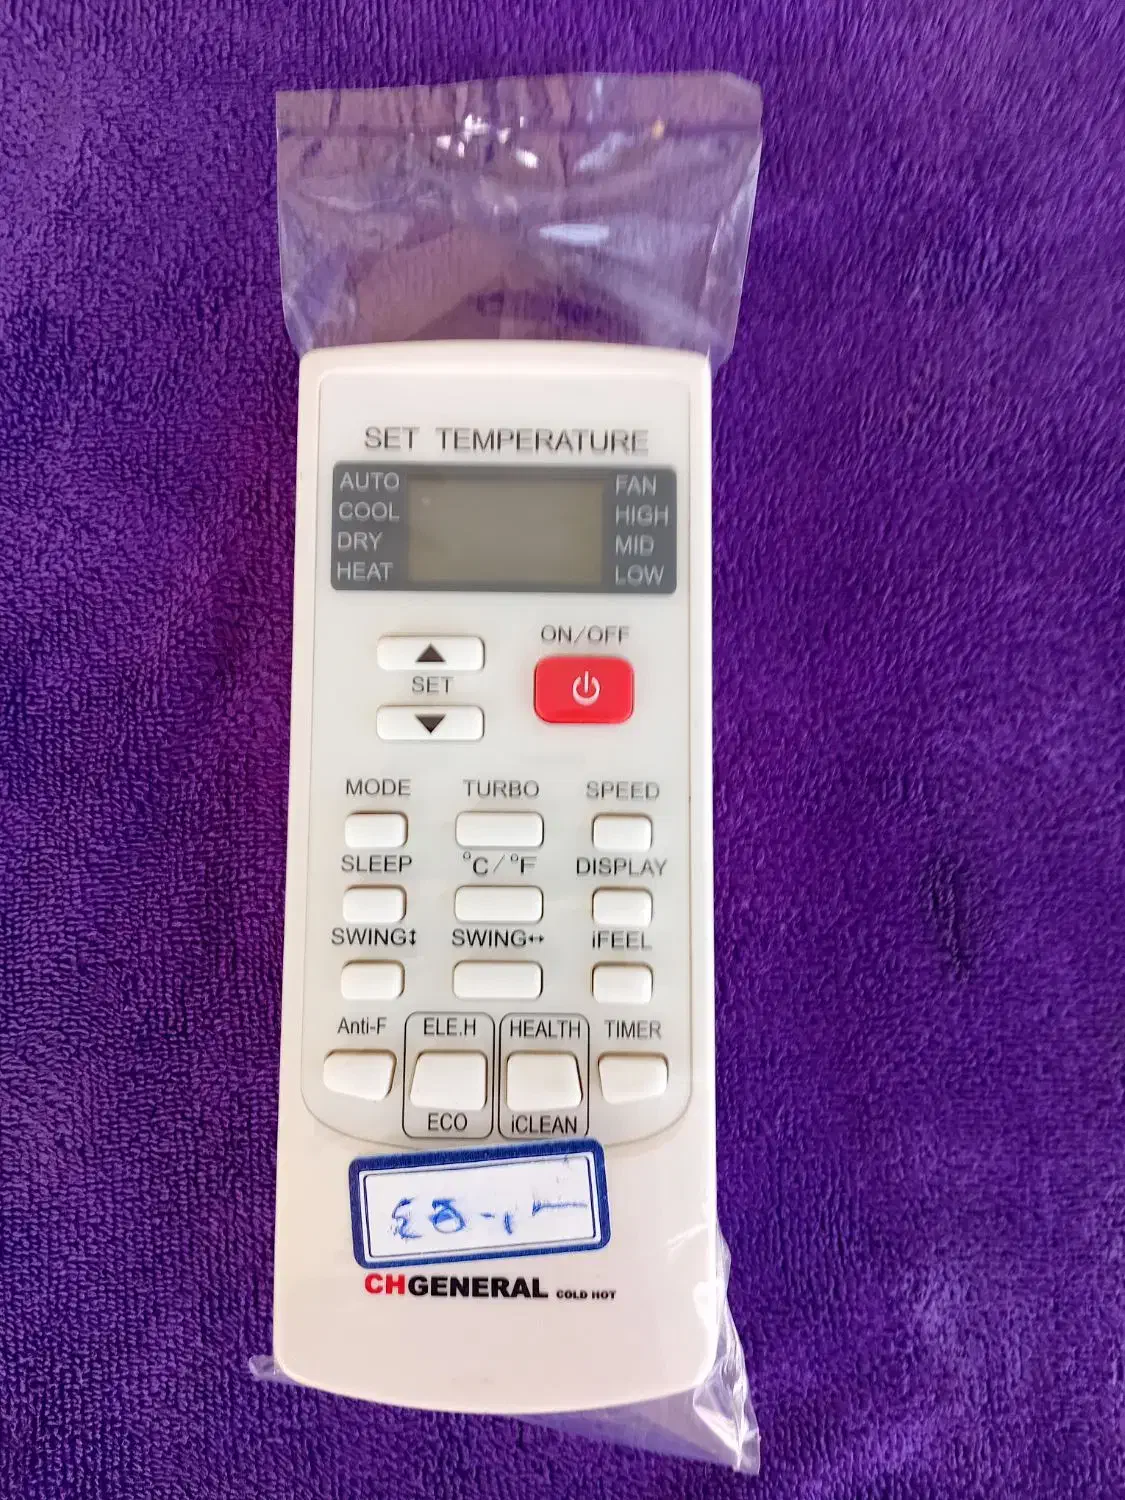 SET TEMPERATURE
AUTO FAN
COOL HIGH
DRY MID
HEAT LOW
ON/OFF
SET
MODE TURBO SPEED
SLEEP °C/°F DISPLAY
SWING↕ SWING↔ iFEEL
Anti-F ELE.H HEALTH TIMER
ECO iCLEAN
CHGENERAL COLD HOT